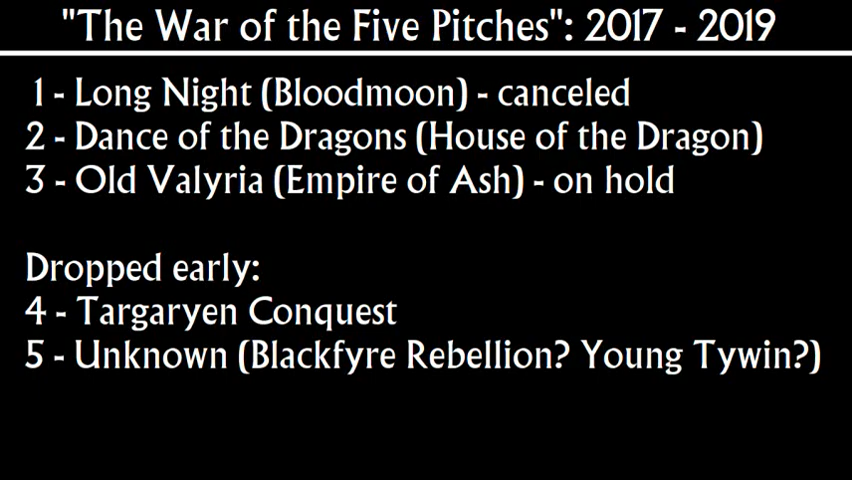 "The War of the Five Pitches": 2017 - 2019
1 - Long Night (Bloodmoon) - canceled
2 - Dance of the Dragons (House of the Dragon)
3 - Old Valyria (Empire of Ash) - on hold
Dropped early:
4 - Targaryen Conquest
5 - Unknown (Blackfyre Rebellion? Young Tywin?)